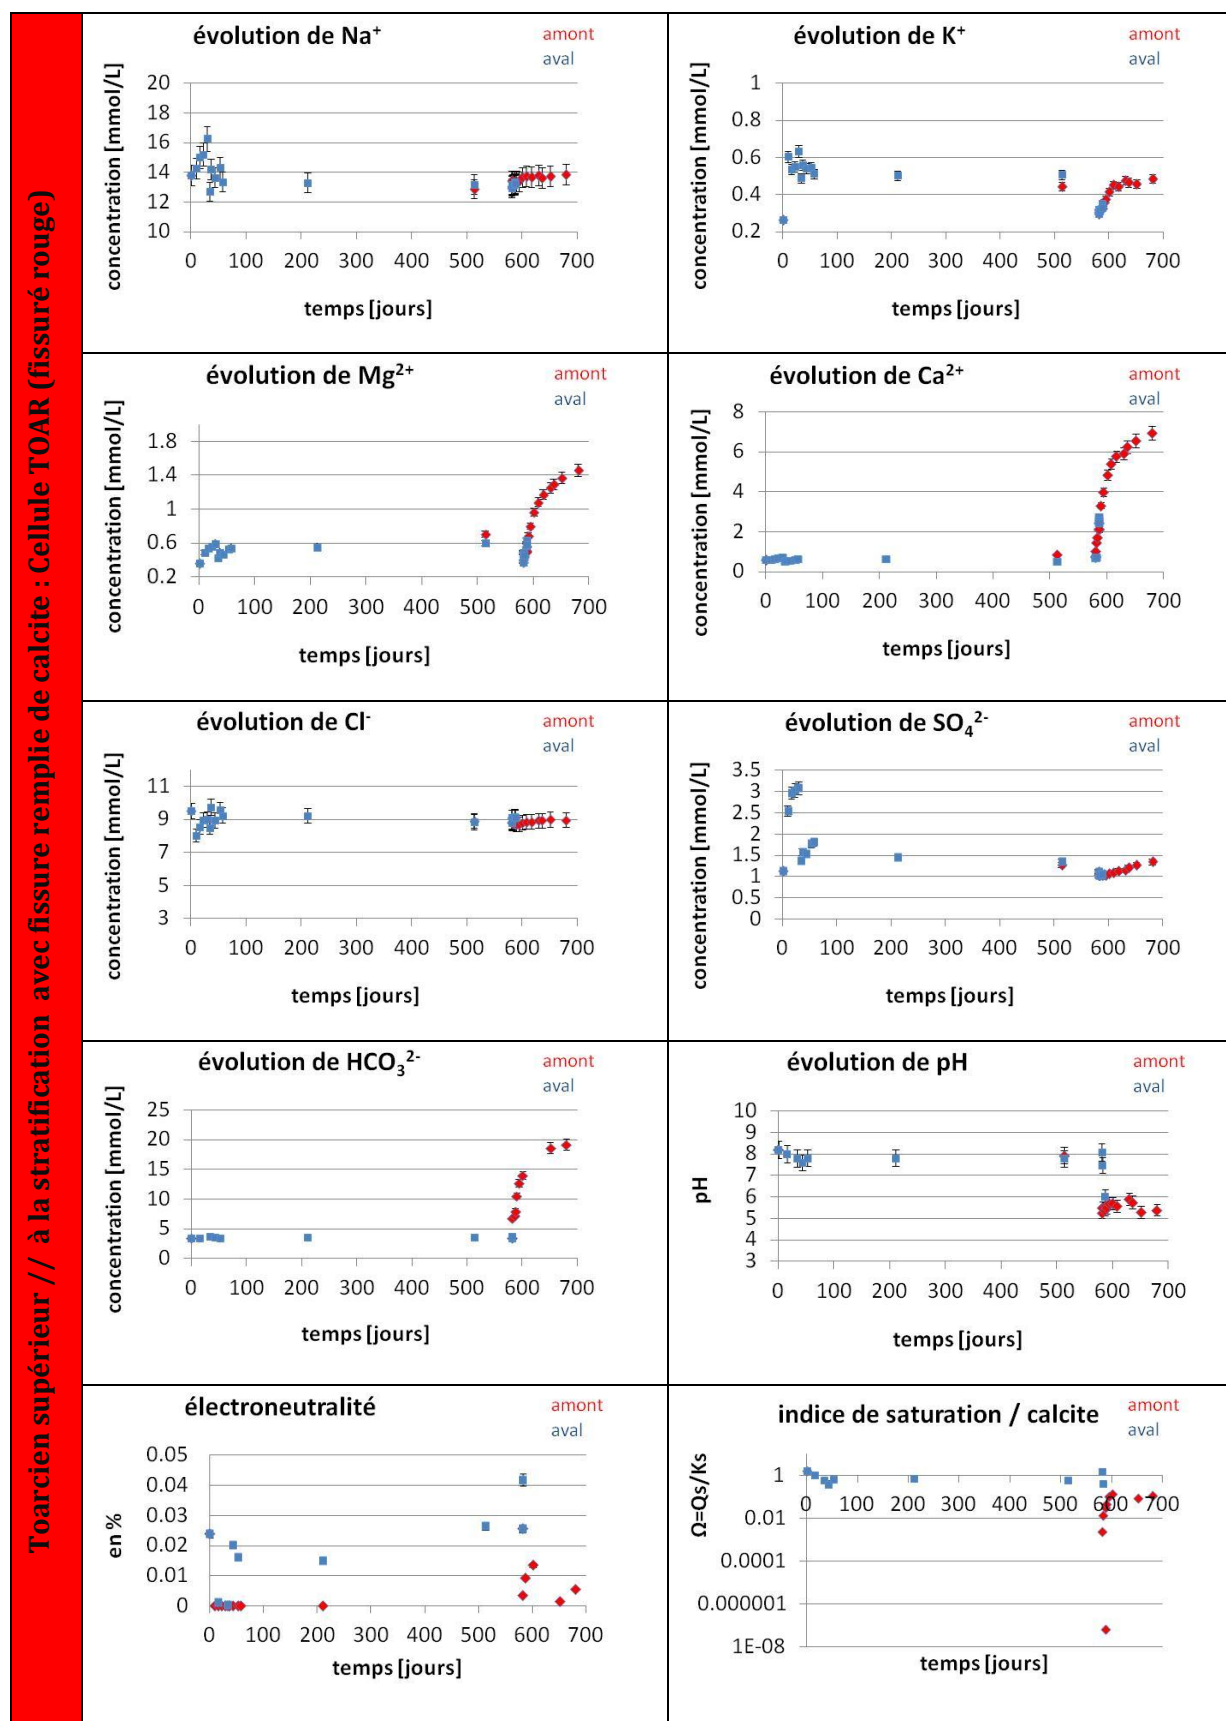 Toarcien supérieur // à la stratification avec fissure remplie de calcite : Cellule TOAR (fissuré rouge)
évolution de Na⁺
amont
aval
concentration [mmol/L]
20
18
16
14
12
10
0 100 200 300 400 500 600 700
temps [jours]
évolution de K⁺
amont
aval
concentration [mmol/L]
1
0.8
0.6
0.4
0.2
0 100 200 300 400 500 600 700
temps [jours]
évolution de Mg²⁺
amont
aval
concentration [mmol/L]
1.8
1.4
1
0.6
0.2
0 100 200 300 400 500 600 700
temps [jours]
évolution de Ca²⁺
amont
aval
concentration [mmol/L]
8
6
4
2
0
0 100 200 300 400 500 600 700
temps [jours]
évolution de Cl⁻
amont
aval
concentration [mmol/L]
11
9
7
5
3
0 100 200 300 400 500 600 700
temps [jours]
évolution de SO₄²⁻
amont
aval
concentration [mmol/L]
3.5
3
2.5
2
1.5
1
0.5
0
0 100 200 300 400 500 600 700
temps [jours]
évolution de HCO₃²⁻
amont
aval
concentration [mmol/L]
25
20
15
10
5
0
0 100 200 300 400 500 600 700
temps [jours]
évolution de pH
amont
aval
pH
10
9
8
7
6
5
4
3
0 100 200 300 400 500 600 700
temps [jours]
électroneutralité
amont
aval
en %
0.05
0.04
0.03
0.02
0.01
0
0 100 200 300 400 500 600 700
temps [jours]
indice de saturation / calcite
amont
aval
Ω=Qs/Ks
1
0.01
0.0001
0.000001
1E-08
0 100 200 300 400 500 600 700
temps [jours]